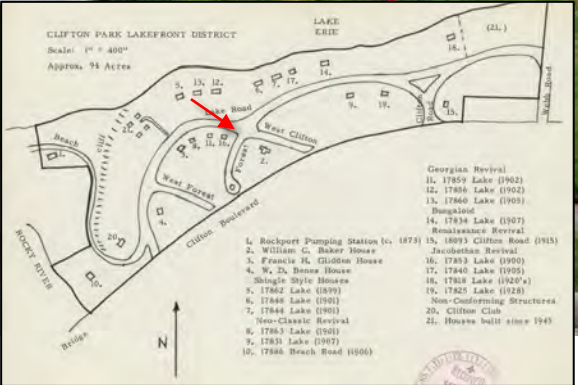 CLIFTON PARK LAKEFRONT DISTRICT
Scale: 1" = 400"
Approx. 94 Acres
LAKE
ERIE
(21.)
18.
14.
5.
13.
12.
6.
7.
17.
9.
19.
15.
Lake Road
Clifton
Road
Webb Road
Beach
Cliff
21.
1.
3.
8.
11.
16.
Forest
2.
West Clifton
West Forest
4.
Clifton Boulevard
20
ROCKY RIVER
Bridge
N
1. Rockport Pumping Station (c. 1873)
2. William C. Baker House
3. Francis H. Glidden House
4. W. D. Benes House
Shingle Style Houses
5. 17862 Lake (1899)
6. 17848 Lake (1901)
7. 17844 Lake (1901)
Neo-Classic Revival
8. 17863 Lake (1901)
9. 17831 Lake (1907)
10. 17886 Beach Road (1906)
Georgian Revival
11. 17859 Lake (1902)
12. 17856 Lake (1902)
13. 17860 Lake (1905)
Bungaloid
14. 17834 Lake (1907)
Renaissance Revival
15. 18093 Clifton Road (1915)
Jacobethan Revival
16. 17853 Lake (1900)
17. 17840 Lake (1905)
18. 17818 Lake (1920's)
19. 17825 Lake (1928)
Non-Conforming Structures
20. Clifton Club
21. Houses built since 1945